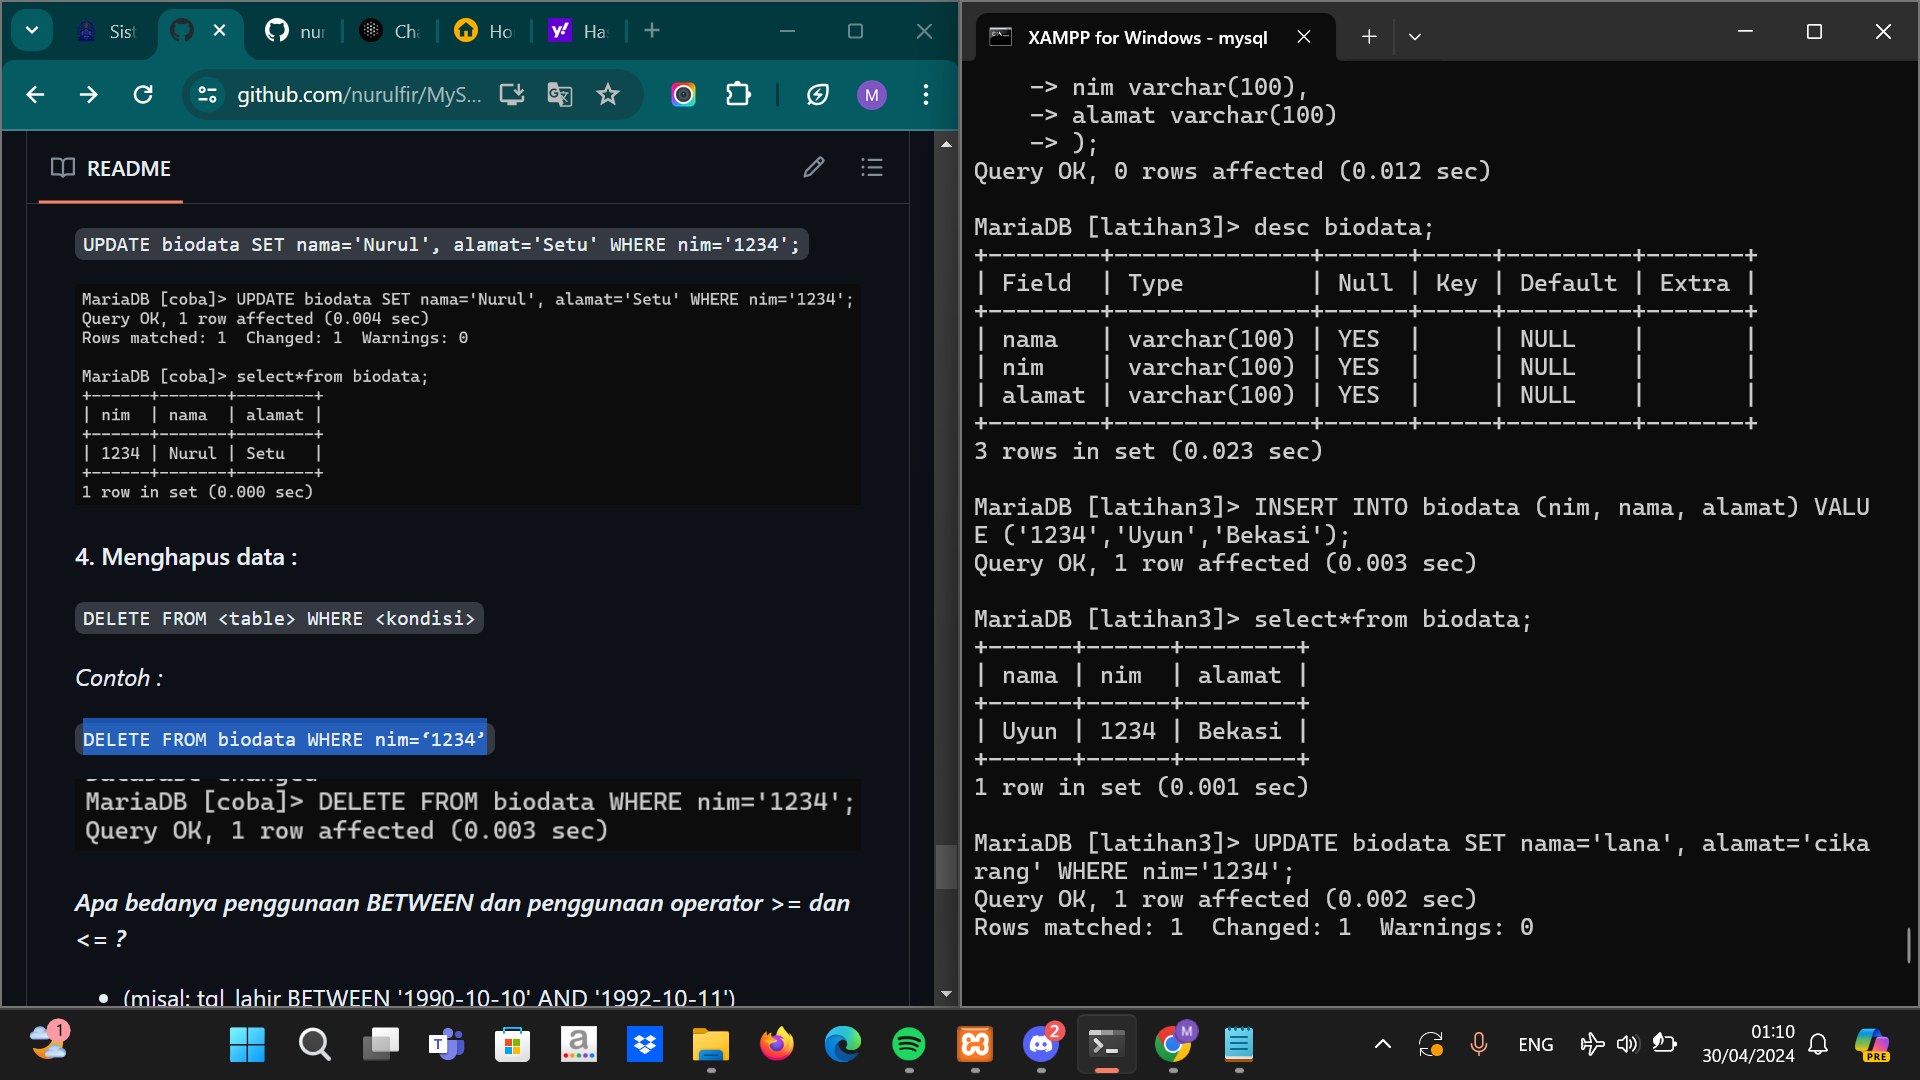 Sist
nur
Cha
Ho
Has
github.com/nurulfir/MyS...
M
README
UPDATE biodata SET nama='Nurul', alamat='Setu' WHERE nim='1234';
MariaDB [coba]> UPDATE biodata SET nama='Nurul', alamat='Setu' WHERE nim='1234';
Query OK, 1 row affected (0.004 sec)
Rows matched: 1  Changed: 1  Warnings: 0
MariaDB [coba]> select*from biodata;
+------+-------+--------+
| nim  | nama  | alamat |
+------+-------+--------+
| 1234 | Nurul | Setu   |
+------+-------+--------+
1 row in set (0.000 sec)
4. Menghapus data :
DELETE FROM <table> WHERE <kondisi>
Contoh :
DELETE FROM biodata WHERE nim=‘1234’
Database changed
MariaDB [coba]> DELETE FROM biodata WHERE nim='1234';
Query OK, 1 row affected (0.003 sec)
Apa bedanya penggunaan BETWEEN dan penggunaan operator >= dan
<= ?
• (misal: tgl_lahir BETWEEN '1990-10-10' AND '1992-10-11')
XAMPP for Windows - mysql
    -> nim varchar(100),
    -> alamat varchar(100)
    -> );
Query OK, 0 rows affected (0.012 sec)
MariaDB [latihan3]> desc biodata;
+--------+--------------+------+-----+---------+-------+
| Field  | Type         | Null | Key | Default | Extra |
+--------+--------------+------+-----+---------+-------+
| nama   | varchar(100) | YES  |     | NULL    |       |
| nim    | varchar(100) | YES  |     | NULL    |       |
| alamat | varchar(100) | YES  |     | NULL    |       |
+--------+--------------+------+-----+---------+-------+
3 rows in set (0.023 sec)
MariaDB [latihan3]> INSERT INTO biodata (nim, nama, alamat) VALU
E ('1234','Uyun','Bekasi');
Query OK, 1 row affected (0.003 sec)
MariaDB [latihan3]> select*from biodata;
+------+------+--------+
| nama | nim  | alamat |
+------+------+--------+
| Uyun | 1234 | Bekasi |
+------+------+--------+
1 row in set (0.001 sec)
MariaDB [latihan3]> UPDATE biodata SET nama='lana', alamat='cika
rang' WHERE nim='1234';
Query OK, 1 row affected (0.002 sec)
Rows matched: 1  Changed: 1  Warnings: 0
1
T
a
2
M
ENG
01:10
30/04/2024
PRE